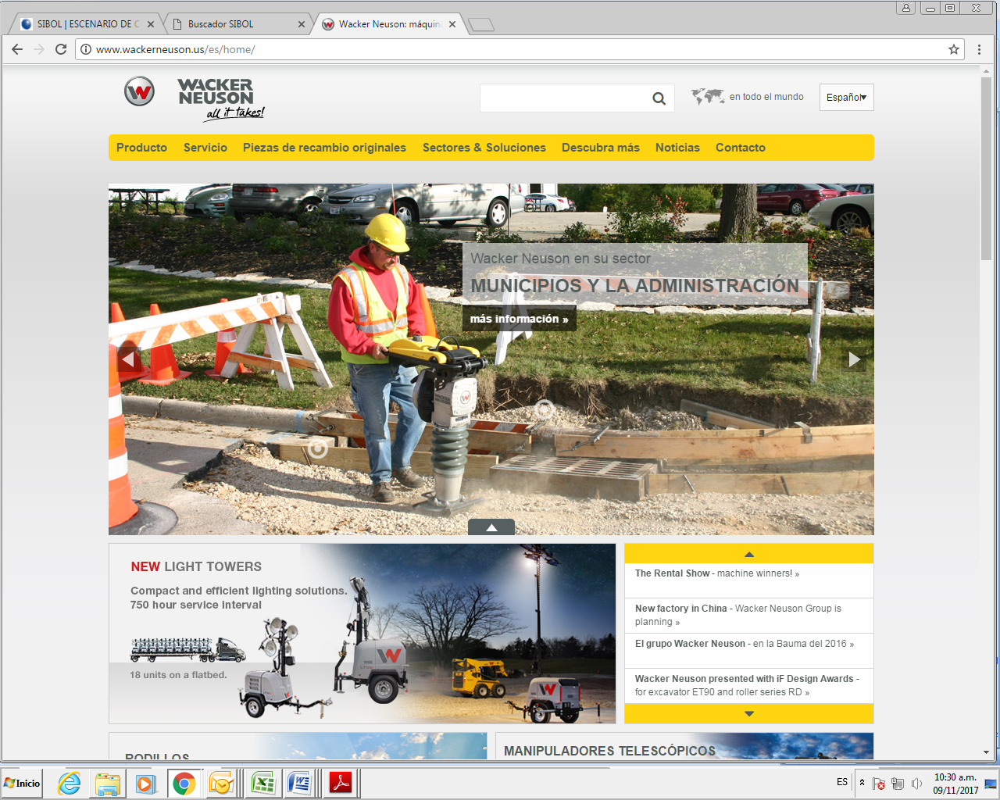 SIBOL | ESCENARIO DE C
Buscador SIBOL
Wacker Neuson: máquin
www.wackerneuson.us/es/home/
WACKER
NEUSON
all it takes!
en todo el mundo
Español
Producto Servicio Piezas de recambio originales Sectores & Soluciones Descubra más Noticias Contacto
Wacker Neuson en su sector
MUNICIPIOS Y LA ADMINISTRACIÓN
más información »
NEW LIGHT TOWERS
Compact and efficient lighting solutions.
750 hour service interval
18 units on a flatbed.
The Rental Show - machine winners! »
New factory in China - Wacker Neuson Group is
planning »
El grupo Wacker Neuson - en la Bauma del 2016 »
Wacker Neuson presented with iF Design Awards -
for excavator ET90 and roller series RD »
RODILLOS
MANIPULADORES TELESCÓPICOS
Inicio
ES
10:30 a.m.
09/11/2017